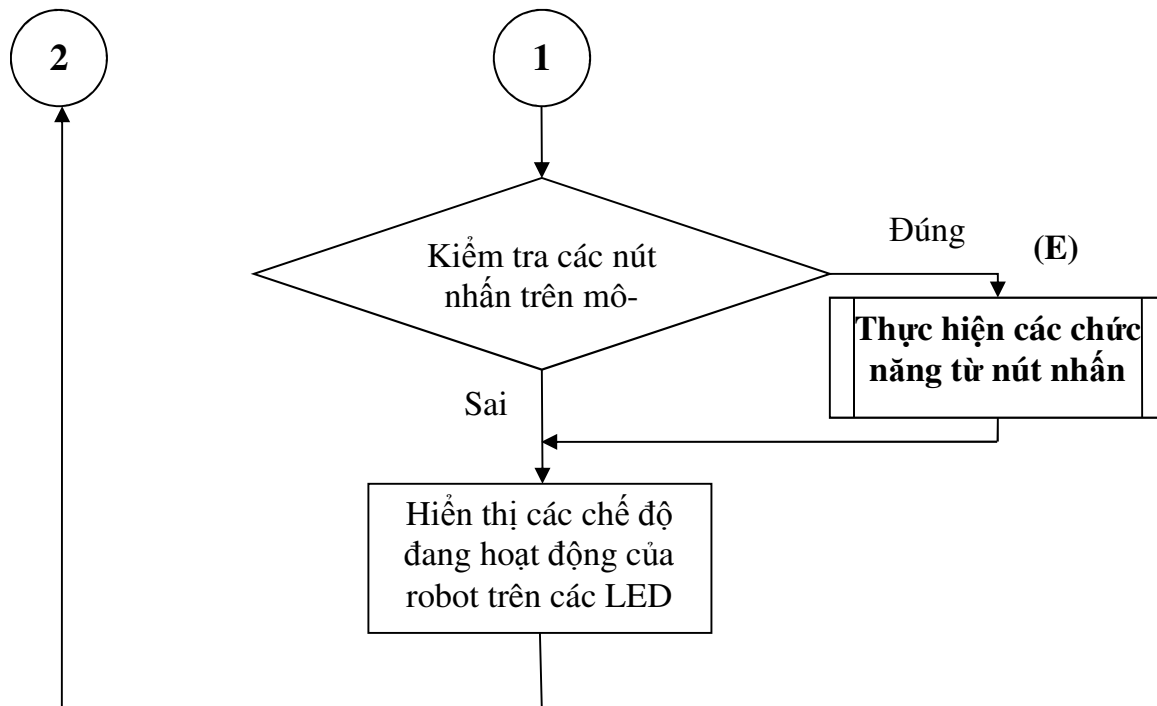 2
1
Kiểm tra các nút
nhấn trên mô-
Đúng
(E)
Thực hiện các chức
năng từ nút nhấn
Sai
Hiển thị các chế độ
đang hoạt động của
robot trên các LED